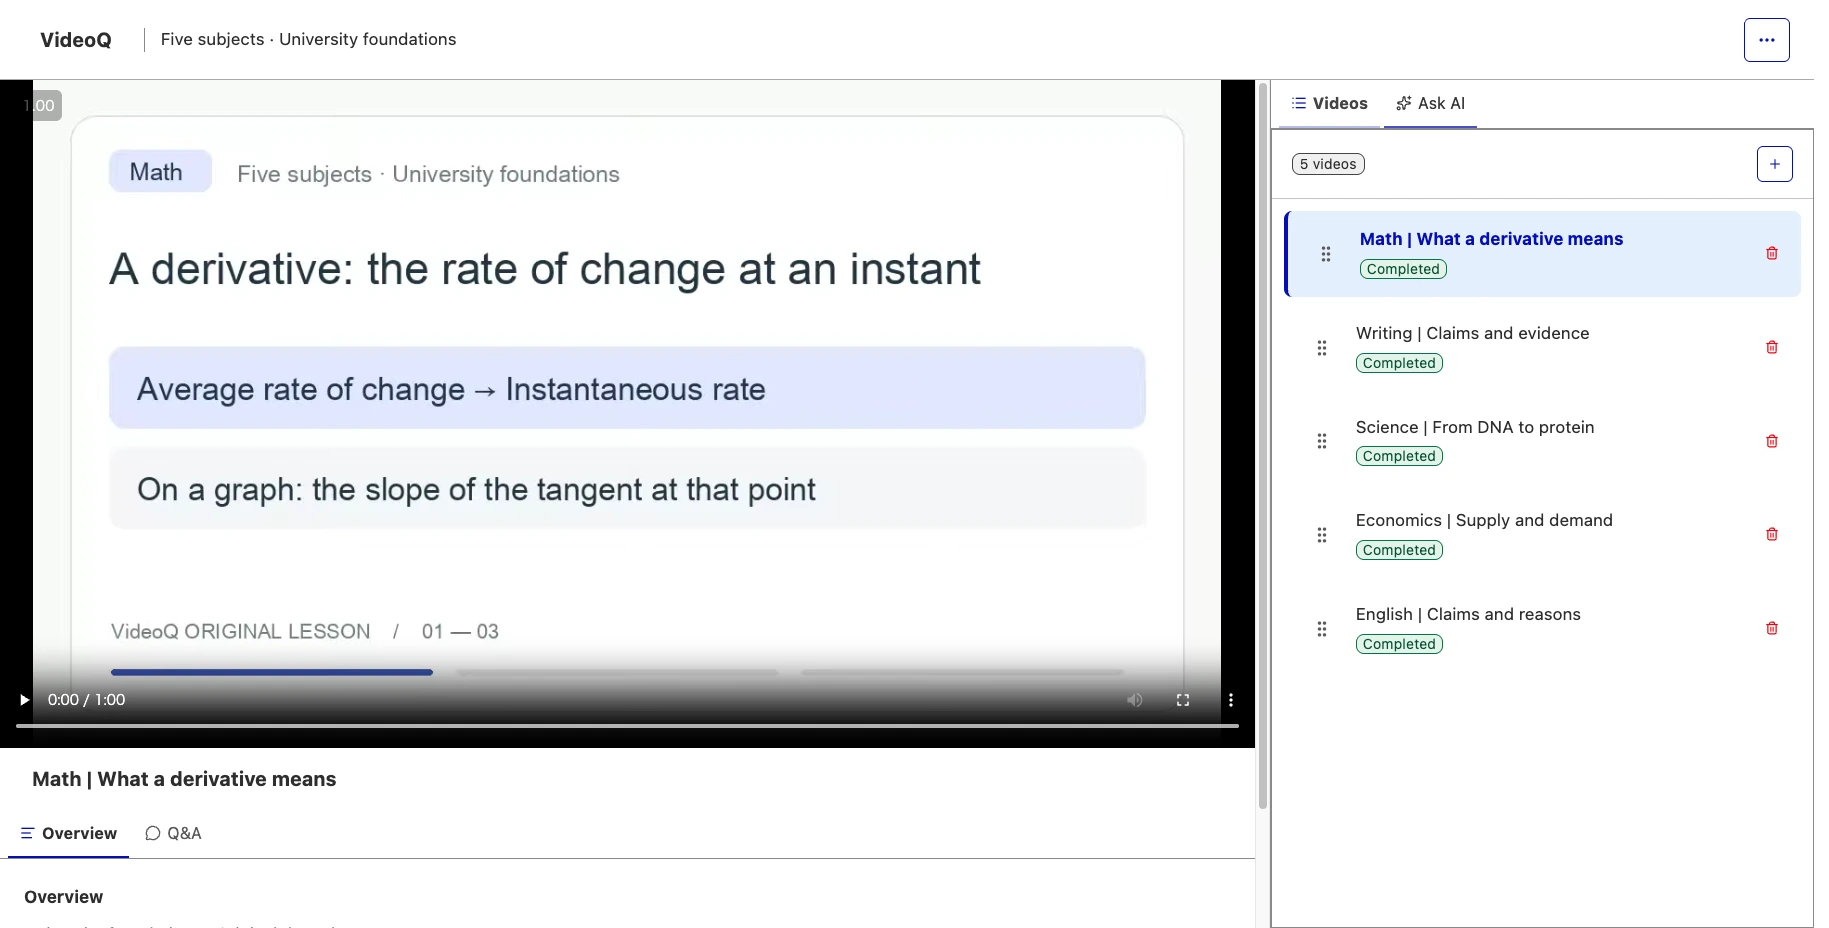 VideoQ
Five subjects · University foundations
...
1.00
Math
Five subjects · University foundations
A derivative: the rate of change at an instant
Average rate of change → Instantaneous rate
On a graph: the slope of the tangent at that point
VideoQ ORIGINAL LESSON / 01 — 03
0:00 / 1:00
Math | What a derivative means
Overview
Q&A
Overview
Videos
Ask AI
5 videos
+
Math | What a derivative means
Completed
Writing | Claims and evidence
Completed
Science | From DNA to protein
Completed
Economics | Supply and demand
Completed
English | Claims and reasons
Completed